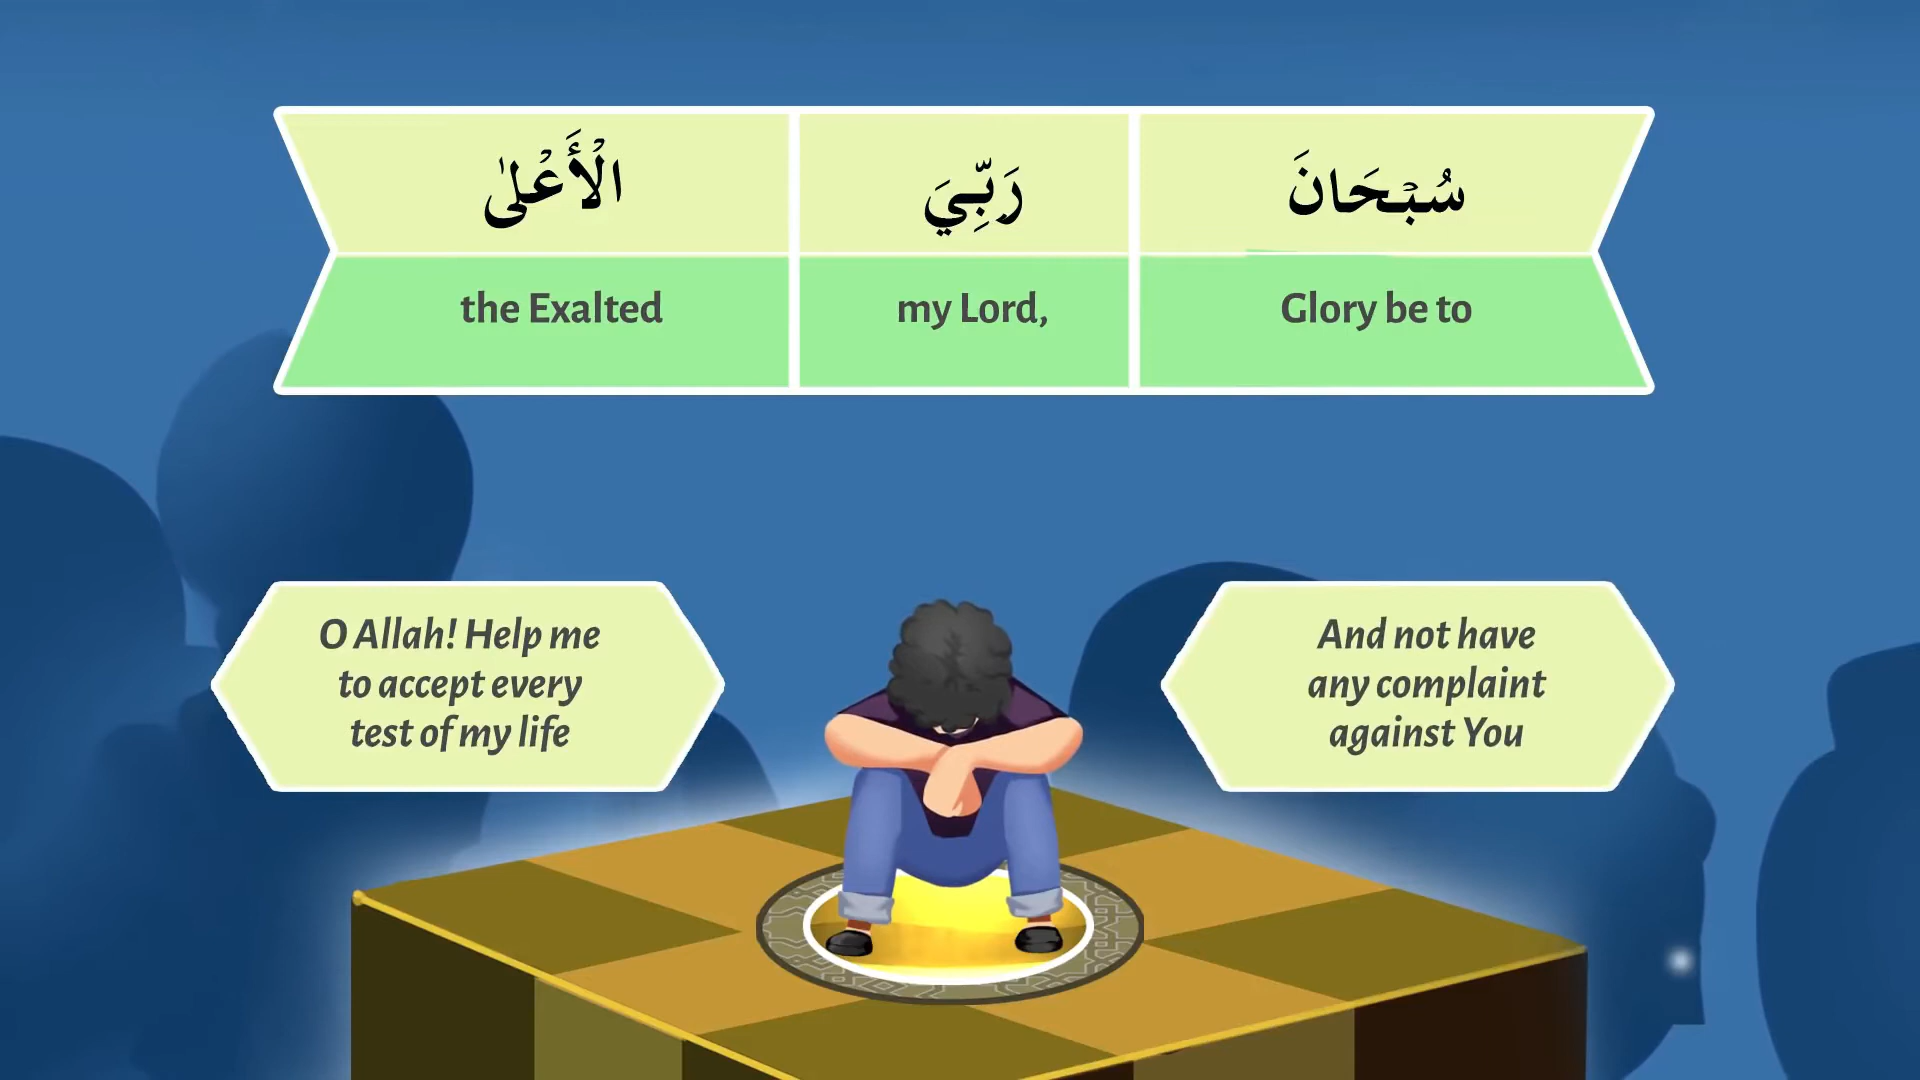 سُبْحَانَ رَبِّيَ الْأَعْلىٰ
Glory be to my Lord, the Exalted
O Allah! Help me
to accept every
test of my life
And not have
any complaint
against You